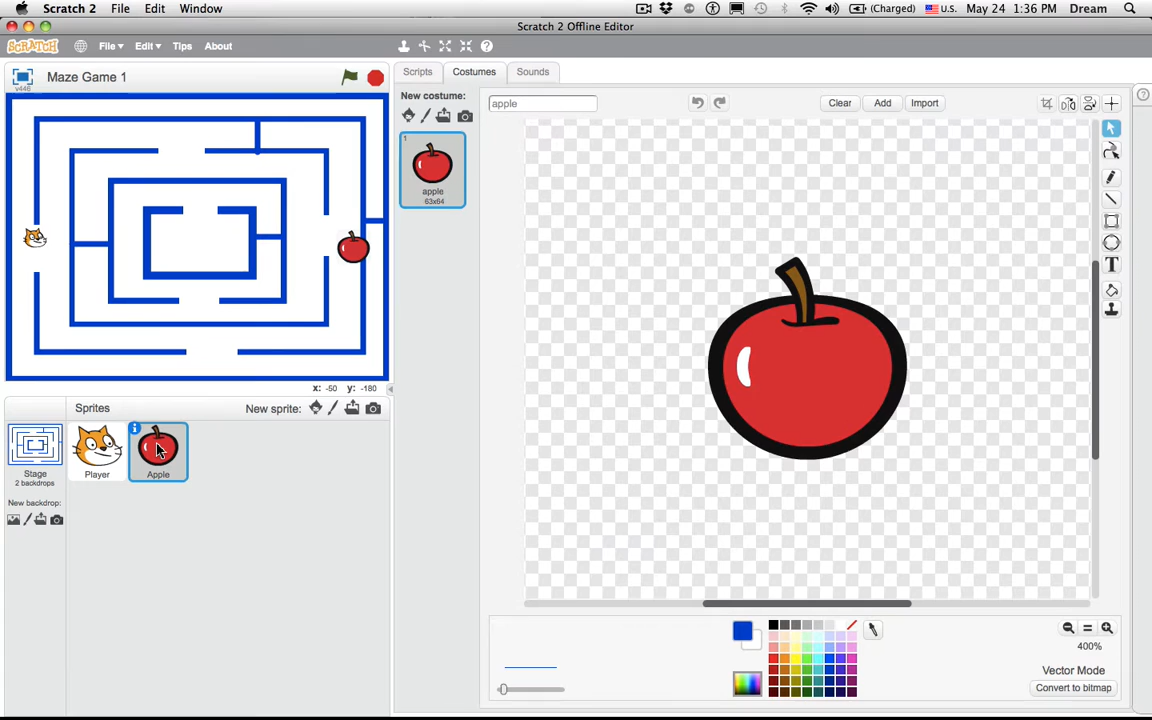 Scratch 2 File Edit Window (Charged) U.S. May 24 1:36 PM Dream
Scratch 2 Offline Editor
SCRATCH File Edit Tips About
v446 Maze Game 1
Scripts Costumes Sounds
New costume:
1
apple
63x64
apple
Clear Add Import
T
x: -50 y: -180
Sprites New sprite:
Stage
2 backdrops
New backdrop:
Player
Apple
400%
Vector Mode
Convert to bitmap